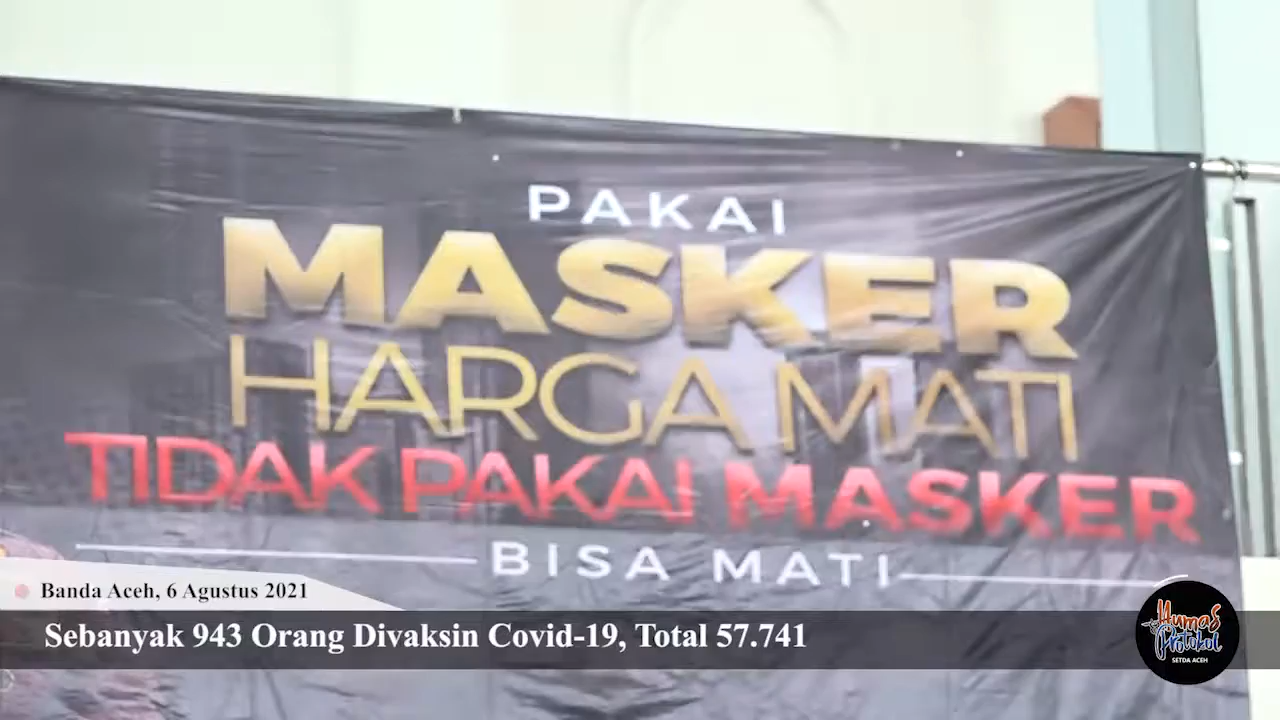 PAKAI
MASKER
HARGA MATI
TIDAK PAKAI MASKER
BISA MATI
Banda Aceh, 6 Agustus 2021
Sebanyak 943 Orang Divaksin Covid-19, Total 57.741
Humas
Protokol
SETDA ACEH